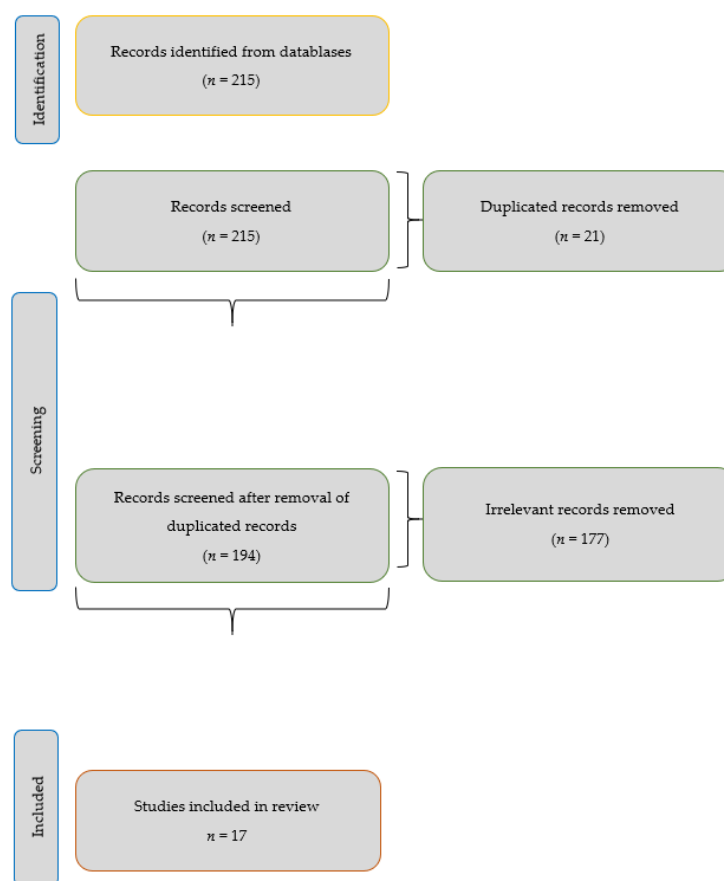 Identification
Records identified from datablases
(n = 215)
Records screened
(n = 215)
Duplicated records removed
(n = 21)
Screening
Records screened after removal of
duplicated records
(n = 194)
Irrelevant records removed
(n = 177)
Included
Studies included in review
n = 17